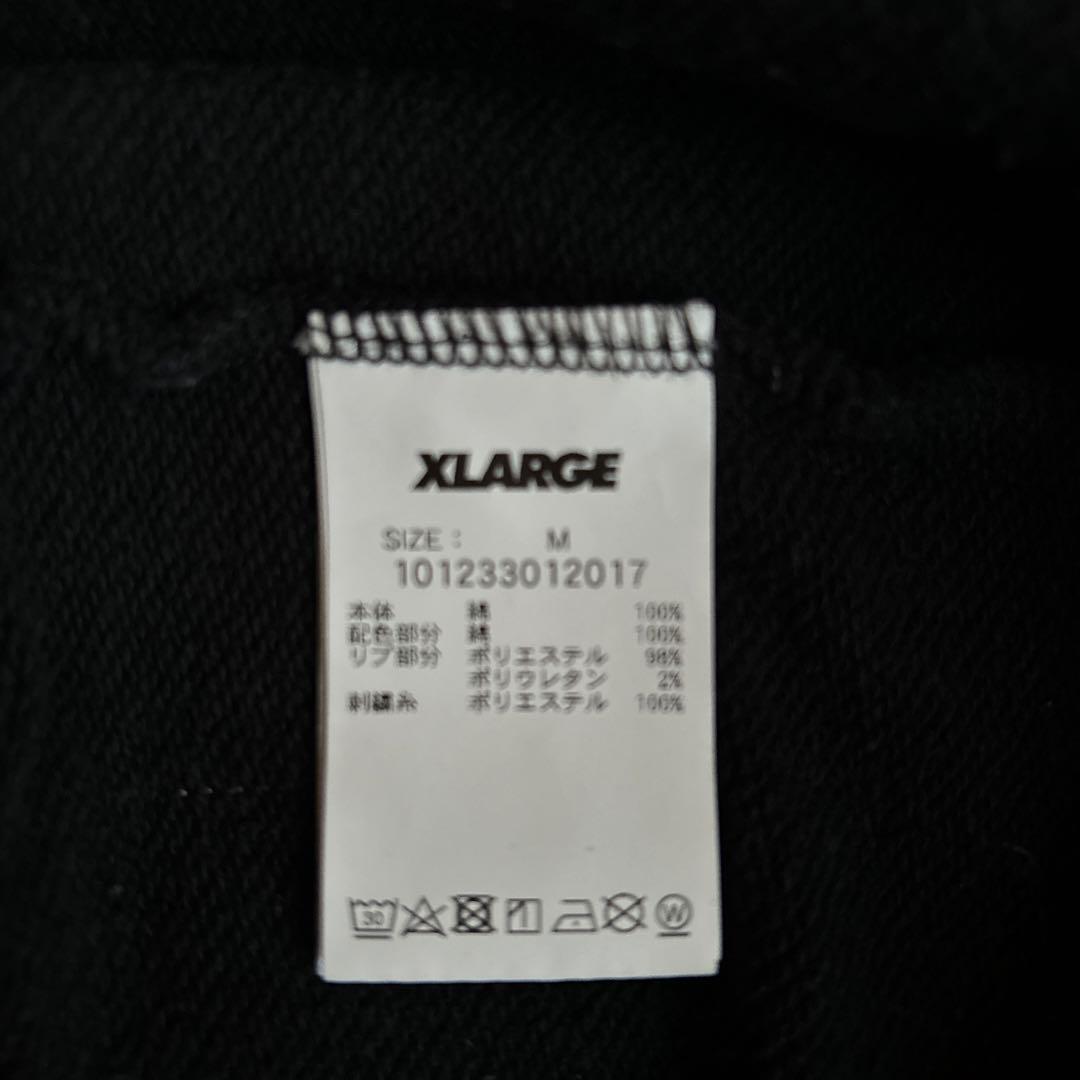 XLARGE
SIZE : M
101233012017
本体 綿 100%
配色部分 綿 100%
リブ部分 ポリエステル 98%
ポリウレタン 2%
刺繍糸 ポリエステル 100%
30 W